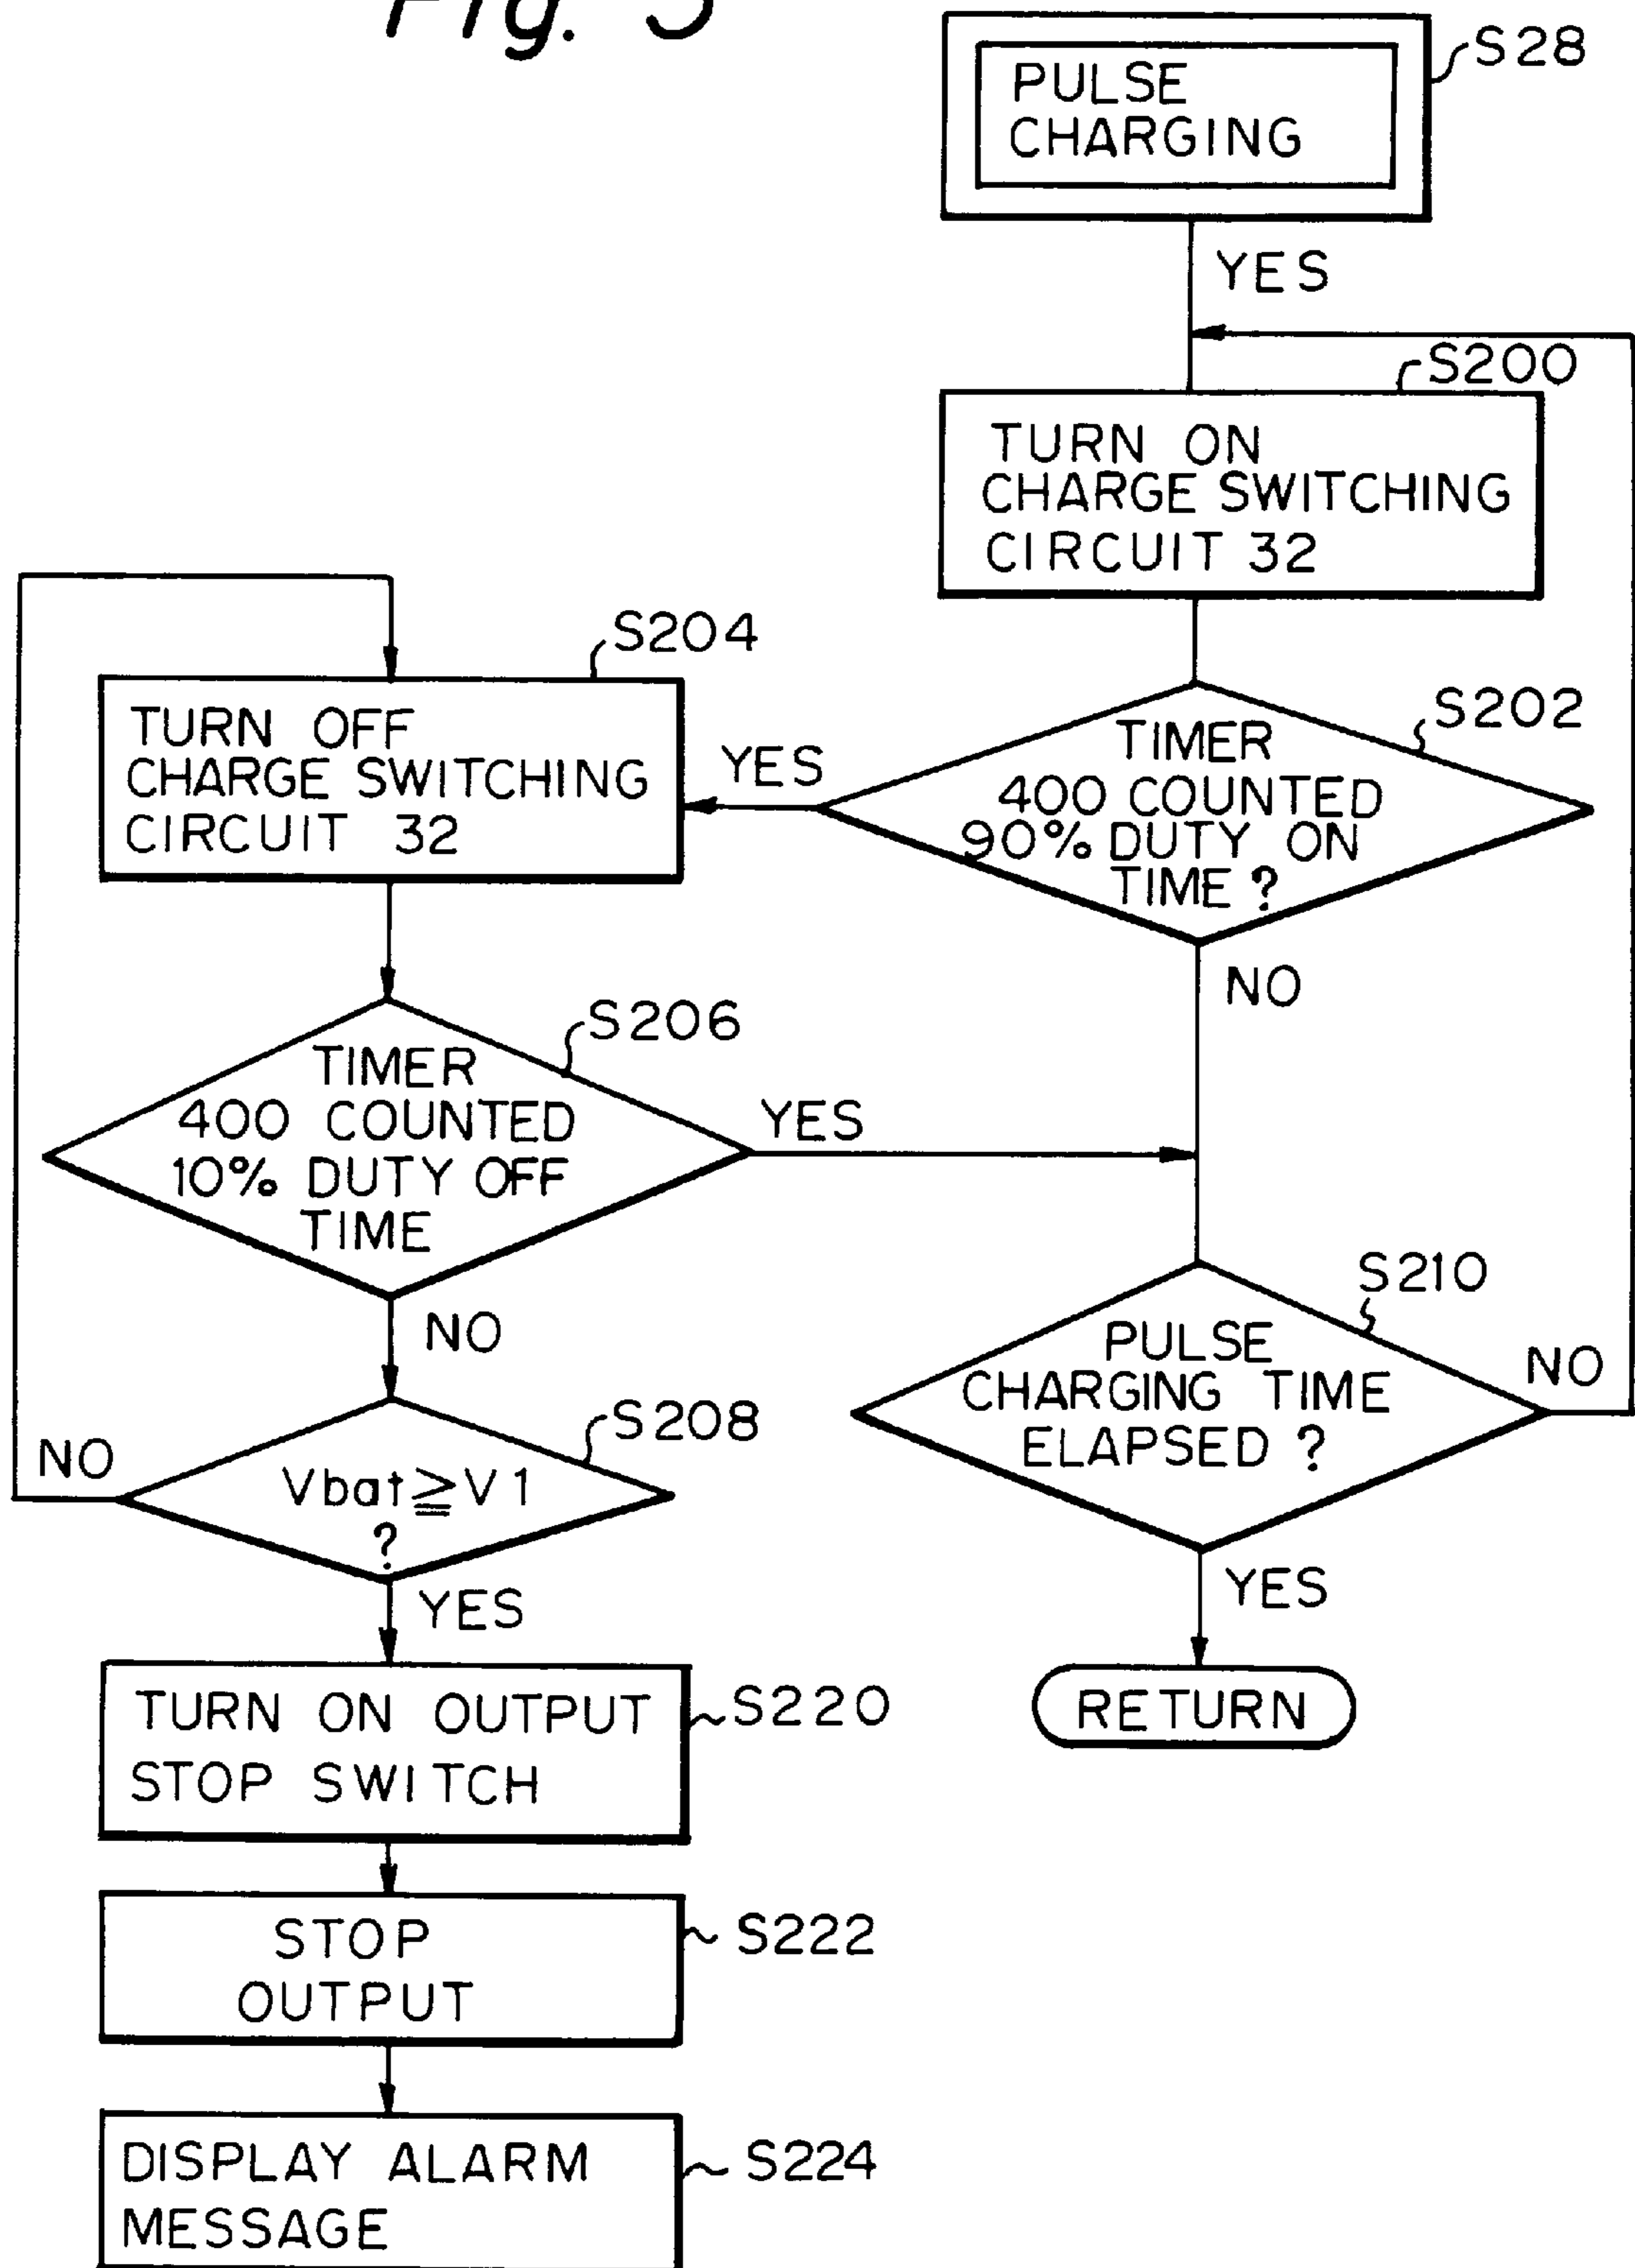 Fig. 5
PULSE
CHARGING
S28
YES
S200
TURN ON
CHARGE SWITCHING
CIRCUIT 32
S204
TURN OFF
CHARGE SWITCHING
CIRCUIT 32
YES
S202
TIMER
400 COUNTED
90% DUTY ON
TIME ?
NO
S206
TIMER
400 COUNTED
10% DUTY OFF
TIME
YES
NO
S210
PULSE
CHARGING TIME
ELAPSED ?
NO
S208
Vbat ≧ V1
?
NO
YES
YES
RETURN
TURN ON OUTPUT
STOP SWITCH
S220
STOP
OUTPUT
S222
DISPLAY ALARM
MESSAGE
S224